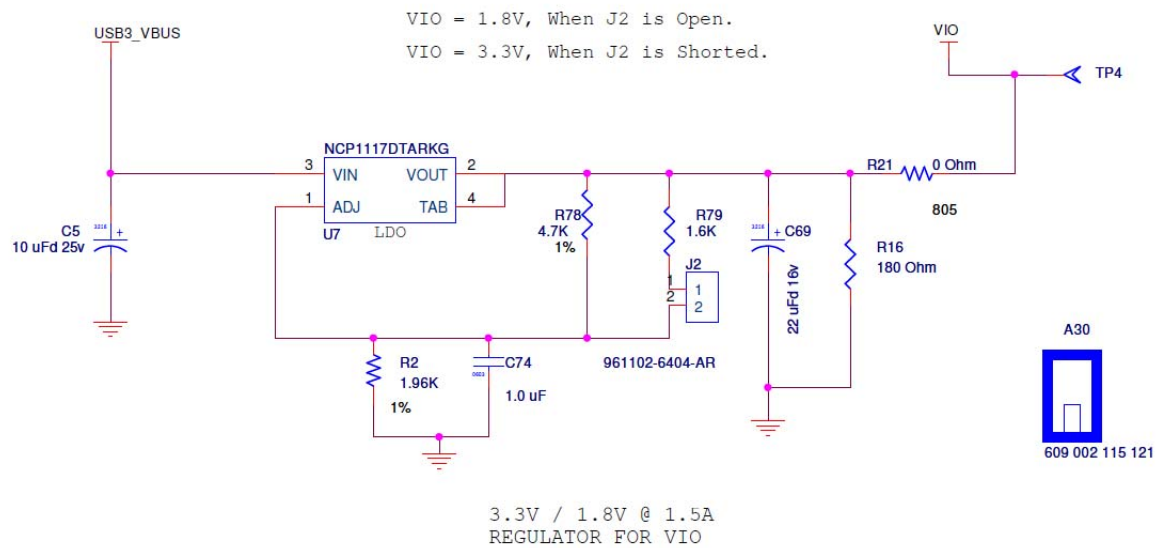 VIO = 1.8V, When J2 is Open.
VIO = 3.3V, When J2 is Shorted.
USB3_VBUS
VIO
TP4
NCP1117DTARKG
3
VIN
VOUT
2
1
ADJ
TAB
4
U7
LDO
R21
0 Ohm
805
C5
10 uFd 25v
3216
+
R78
4.7K
1%
R79
1.6K
J2
1
1
2
2
961102-6404-AR
3216
+
C69
22 uFd 16v
R16
180 Ohm
R2
1.96K
1%
C74
0603
1.0 uF
A30
609 002 115 121
3.3V / 1.8V @ 1.5A
REGULATOR FOR VIO